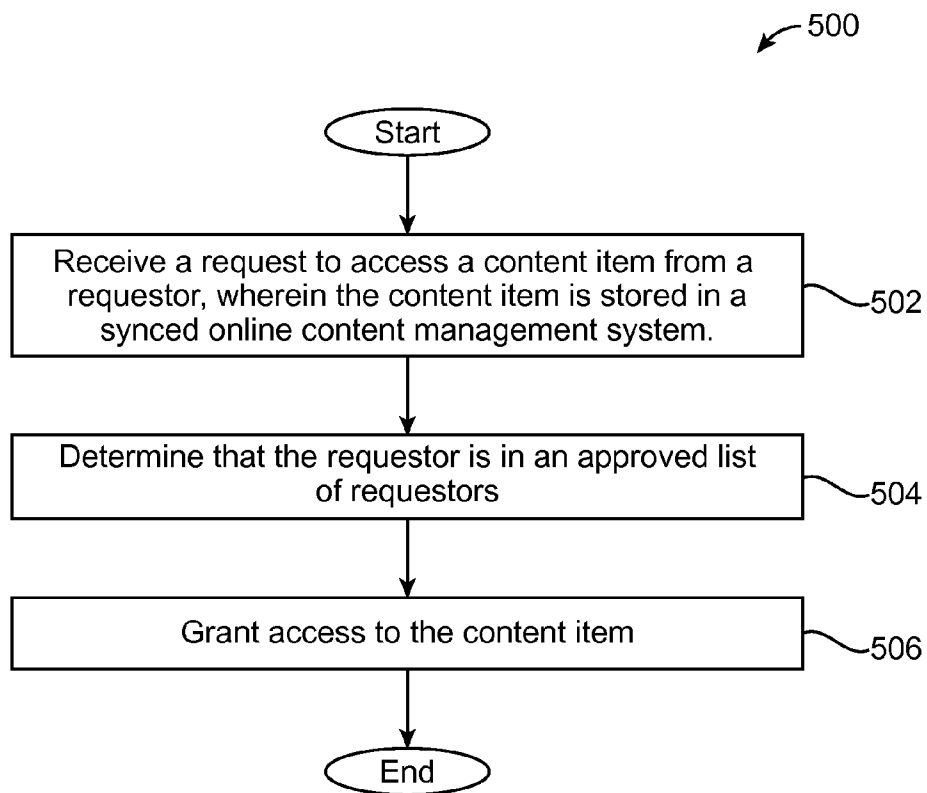 500
Start
Receive a request to access a content item from a
requestor, wherein the content item is stored in a
synced online content management system.
502
Determine that the requestor is in an approved list
of requestors
504
Grant access to the content item
506
End